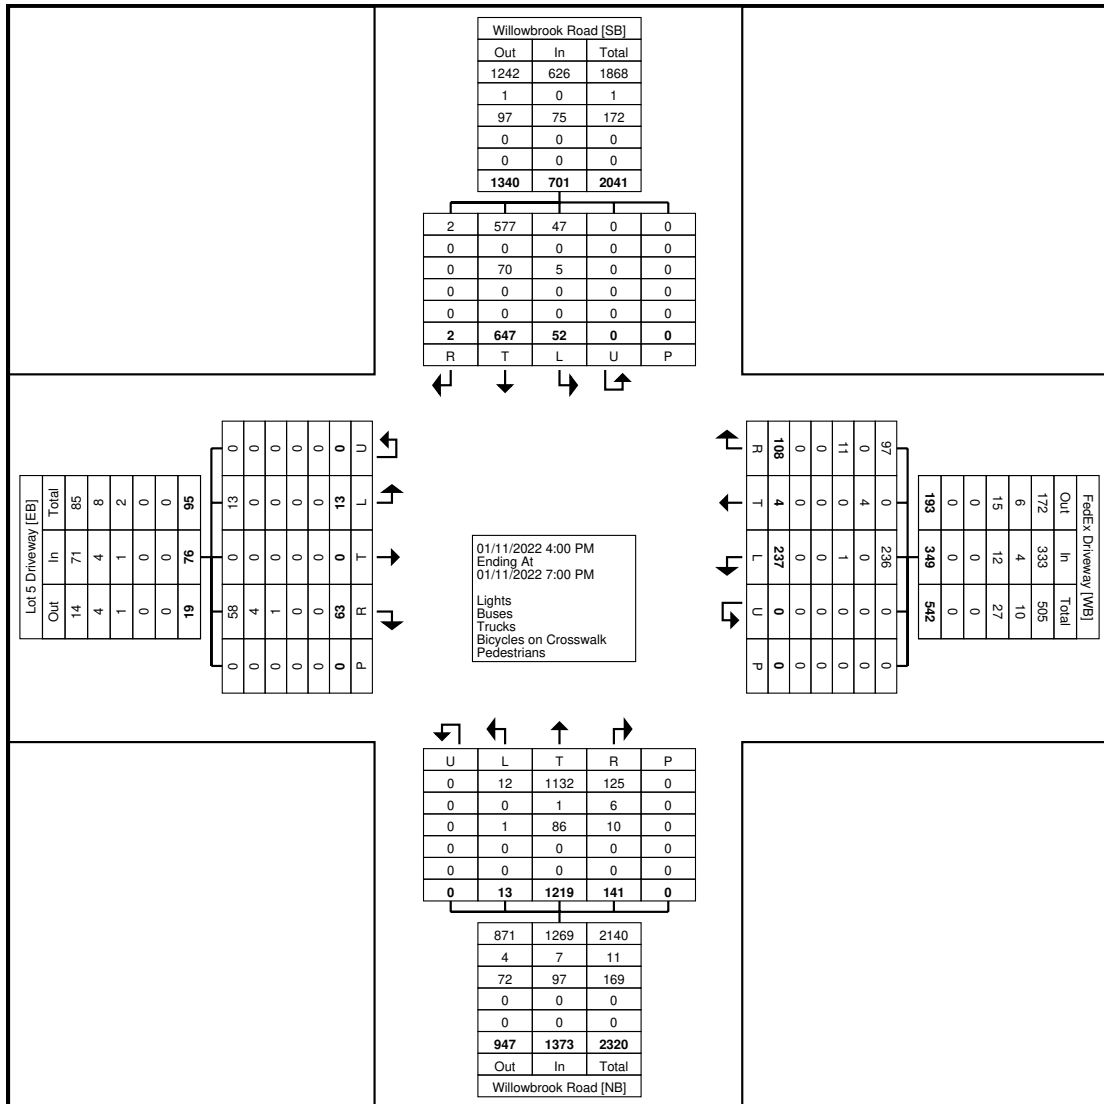 Willowbrook Road [SB]
Out In Total
1242 626 1868
1 0 1
97 75 172
0 0 0
0 0 0
1340 701 2041
2 577 47 0 0
0 0 0 0 0
0 70 5 0 0
0 0 0 0 0
0 0 0 0 0
2 647 52 0 0
R T L U P
Lot 5 Driveway [EB]
Total In Out
85 71 14
8 4 4
2 1 1
0 0 0
0 0 0
95 76 19
0 13 0 58 0
0 0 0 4 0
0 0 0 1 0
0 0 0 0 0
0 0 0 0 0
0 13 0 63 0
U L T R P
01/11/2022 4:00 PM
Ending At
01/11/2022 7:00 PM
Lights
Buses
Trucks
Bicycles on Crosswalk
Pedestrians
FedEx Driveway [WB]
Out In Total
172 333 505
6 4 10
15 12 27
0 0 0
0 0 0
193 349 542
97 0 236 0 0
0 4 0 0 0
11 0 1 0 0
0 0 0 0 0
0 0 0 0 0
108 4 237 0 0
R T L U P
U L T R P
0 12 1132 125 0
0 0 1 6 0
0 1 86 10 0
0 0 0 0 0
0 0 0 0 0
0 13 1219 141 0
871 1269 2140
4 7 11
72 97 169
0 0 0
0 0 0
947 1373 2320
Out In Total
Willowbrook Road [NB]